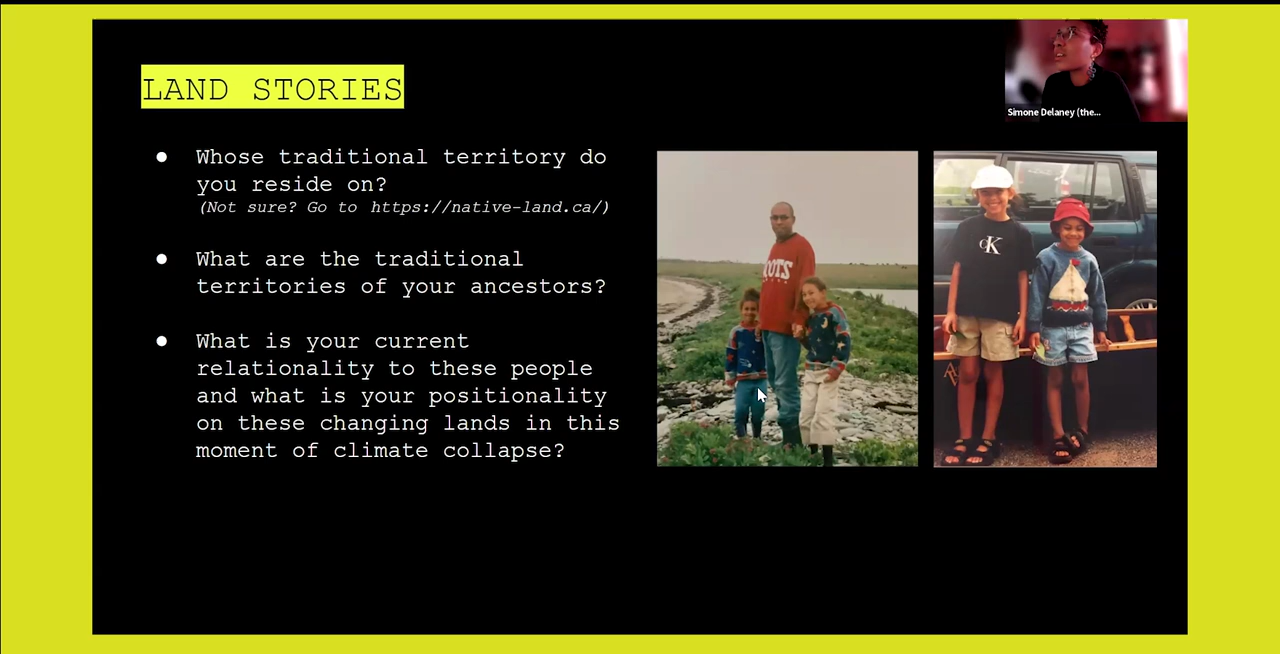 LAND STORIES
Simone Delaney (the...
● Whose traditional territory do
you reside on?
(Not sure? Go to https://native-land.ca/)
● What are the traditional
territories of your ancestors?
● What is your current
relationality to these people
and what is your positionality
on these changing lands in this
moment of climate collapse?
cK